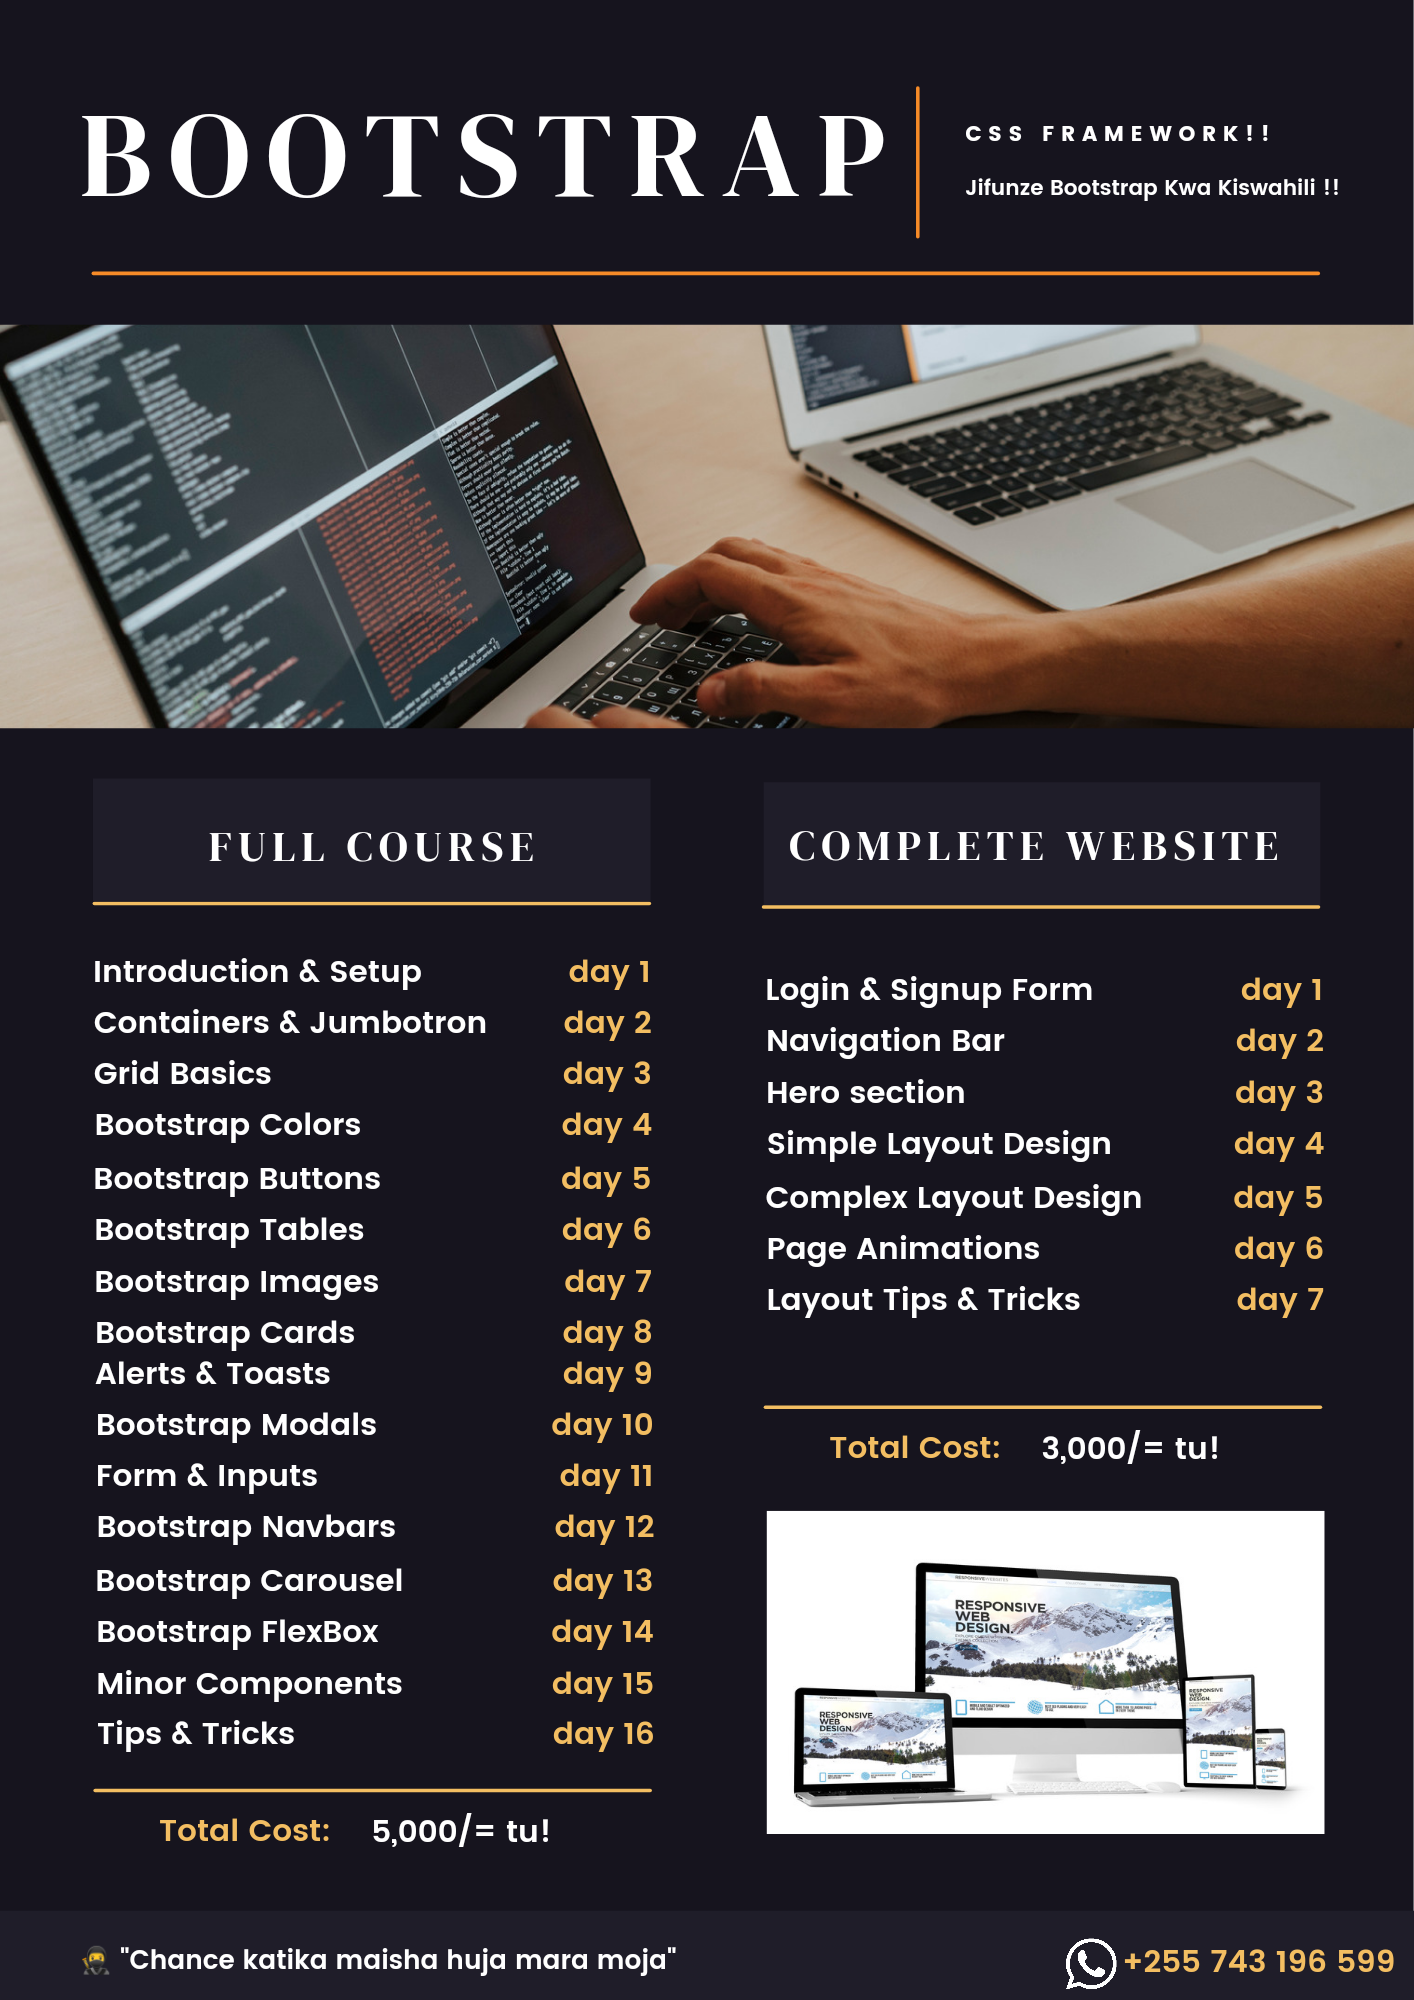 BOOTSTRAP
CSS FRAMEWORK!!
Jifunze Bootstrap Kwa Kiswahili !!
FULL COURSE
Introduction & Setup day 1
Containers & Jumbotron day 2
Grid Basics day 3
Bootstrap Colors day 4
Bootstrap Buttons day 5
Bootstrap Tables day 6
Bootstrap Images day 7
Bootstrap Cards day 8
Alerts & Toasts day 9
Bootstrap Modals day 10
Form & Inputs day 11
Bootstrap Navbars day 12
Bootstrap Carousel day 13
Bootstrap FlexBox day 14
Minor Components day 15
Tips & Tricks day 16
Total Cost: 5,000/= tu!
COMPLETE WEBSITE
Login & Signup Form day 1
Navigation Bar day 2
Hero section day 3
Simple Layout Design day 4
Complex Layout Design day 5
Page Animations day 6
Layout Tips & Tricks day 7
Total Cost: 3,000/= tu!
RESPONSIVE
WEB
DESIGN.
RESPONSIVE
WEB
DESIGN.
RESPONSIVE
WEB
DESIGN.
"Chance katika maisha huja mara moja"
+255 743 196 599